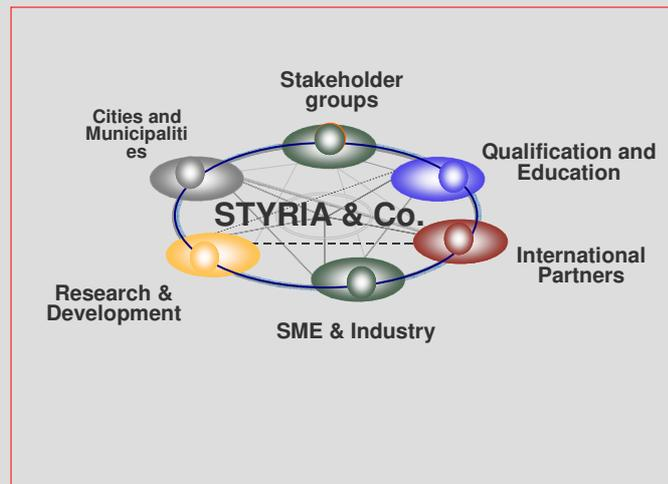 Stakeholder
groups
Cities and
Municipaliti
es
Qualification and
Education
STYRIA & Co.
International
Partners
Research &
Development
SME & Industry